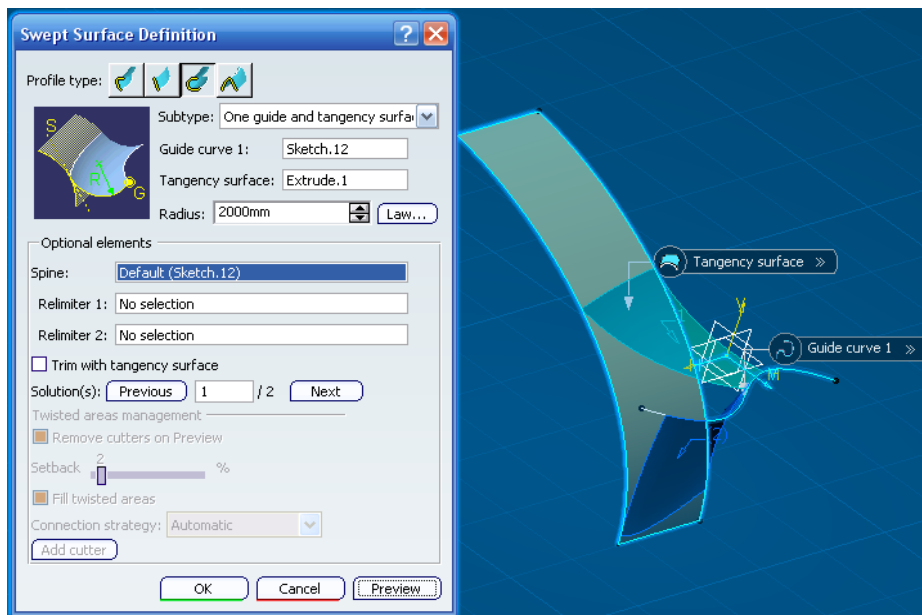 Swept Surface Definition
Profile type:
Subtype: One guide and tangency surfa
S
R
G
Guide curve 1: Sketch.12
Tangency surface: Extrude.1
Radius: 2000mm Law...
Optional elements
Spine: Default (Sketch.12)
Relimiter 1: No selection
Relimiter 2: No selection
Trim with tangency surface
Solution(s): Previous 1 / 2 Next
Twisted areas management
Remove cutters on Preview
Setback 2 %
Fill twisted areas
Connection strategy: Automatic
Add cutter
OK Cancel Preview
Tangency surface »
Guide curve 1 »